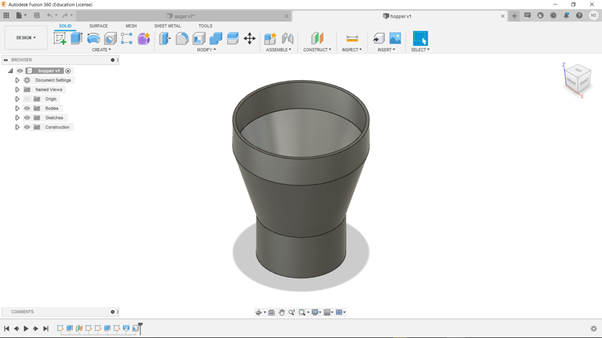 Autodesk Fusion 360 (Education License)
auger v1*
hopper v1
DESIGN
SOLID SURFACE MESH SHEET METAL TOOLS
CREATE MODIFY ASSEMBLE CONSTRUCT INSPECT INSERT SELECT
BROWSER
hopper v1
Document Settings
Named Views
Origin
Bodies
Sketches
Construction
COMMENTS